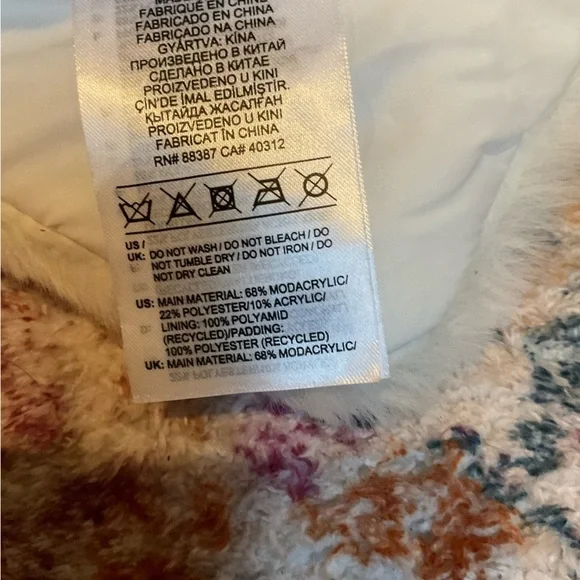 FABRIQUÉ EN CHINE
FABRICADO EN CHINA
FABRICADO NA CHINA
GYÁRTVA: KÍNA
ПРОИЗВЕДЕНО В КИТАЙ
СДЕЛАНО В КИТАЕ
PROIZVEDENO U KINI
ÇİN'DE İMAL EDİLMİŞTİR.
ҚЫТАЙДА ЖАСАЛҒАН
PROIZVEDENO U KINI
FABRICAT ÎN CHINA
RN# 88387 CA# 40312
US /
UK: DO NOT WASH / DO NOT BLEACH / DO
NOT TUMBLE DRY / DO NOT IRON / DO
NOT DRY CLEAN
US: MAIN MATERIAL: 68% MODACRYLIC/
22% POLYESTER/10% ACRYLIC/
LINING: 100% POLYAMID
(RECYCLED)/PADDING:
100% POLYESTER (RECYCLED)
UK: MAIN MATERIAL: 68% MODACRYLIC/